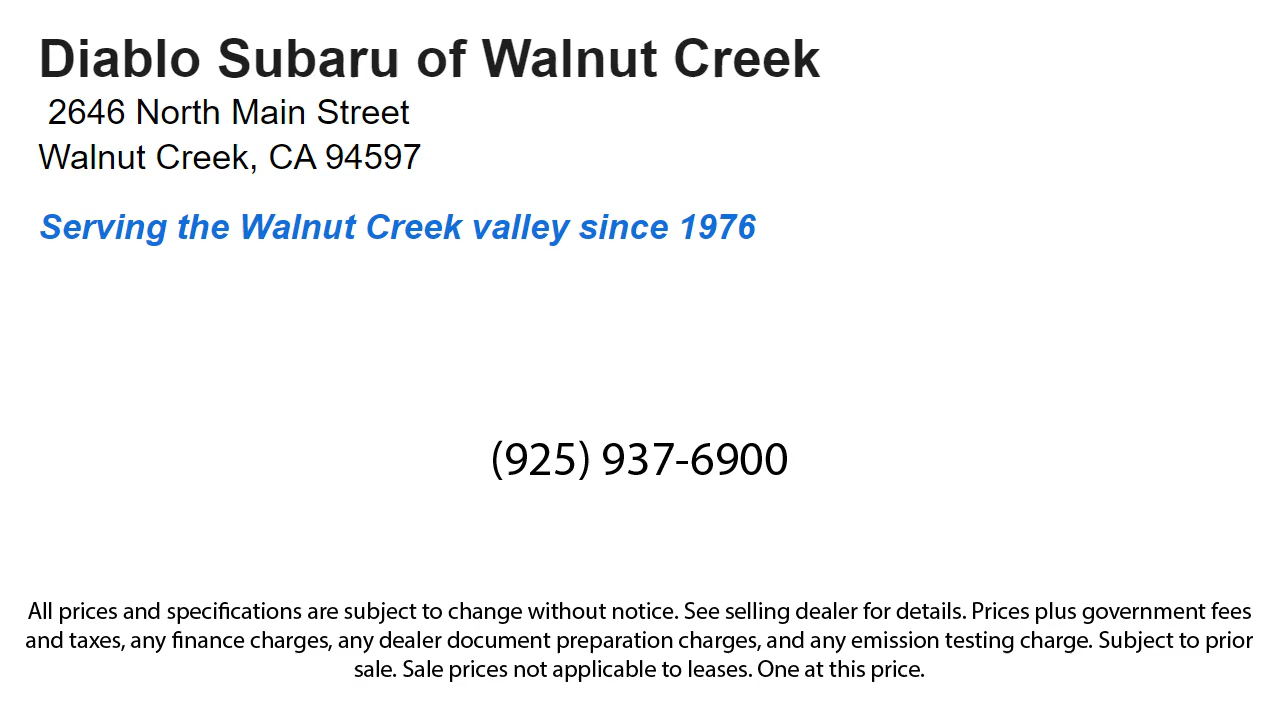 Diablo Subaru of Walnut Creek
2646 North Main Street
Walnut Creek, CA 94597
Serving the Walnut Creek valley since 1976
(925) 937-6900
All prices and specifications are subject to change without notice. See selling dealer for details. Prices plus government fees
and taxes, any finance charges, any dealer document preparation charges, and any emission testing charge. Subject to prior
sale. Sale prices not applicable to leases. One at this price.